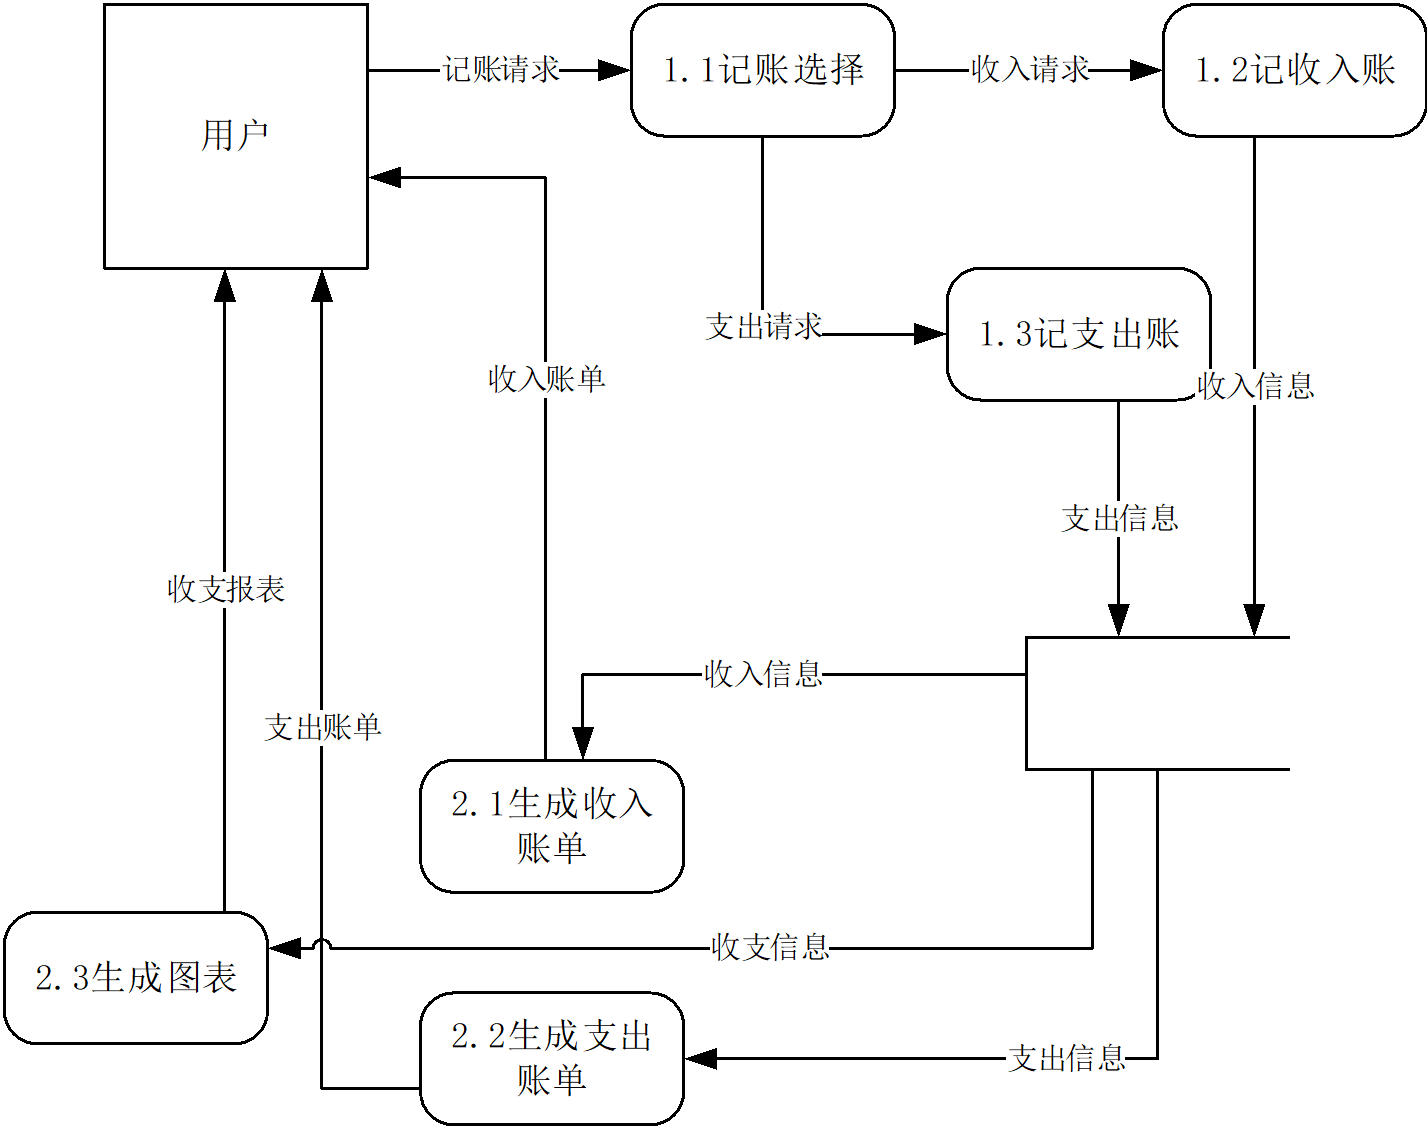 用户
记账请求
1.1记账选择
收入请求
1.2记收入账
支出请求
1.3记支出账
收入账单
收入信息
支出信息
收支报表
收入信息
支出账单
2.1生成收入
账单
收支信息
2.3生成图表
2.2生成支出
账单
支出信息